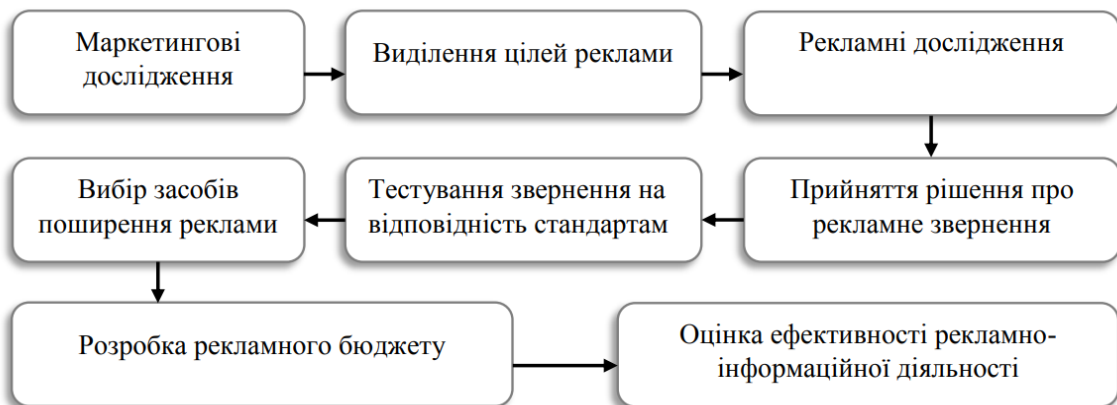 Маркетингові
дослідження
Виділення цілей реклами
Рекламні дослідження
Прийняття рішення про
рекламне звернення
Тестування звернення на
відповідність стандартам
Вибір засобів
поширення реклами
Розробка рекламного бюджету
Оцінка ефективності рекламно-
інформаційної діяльності